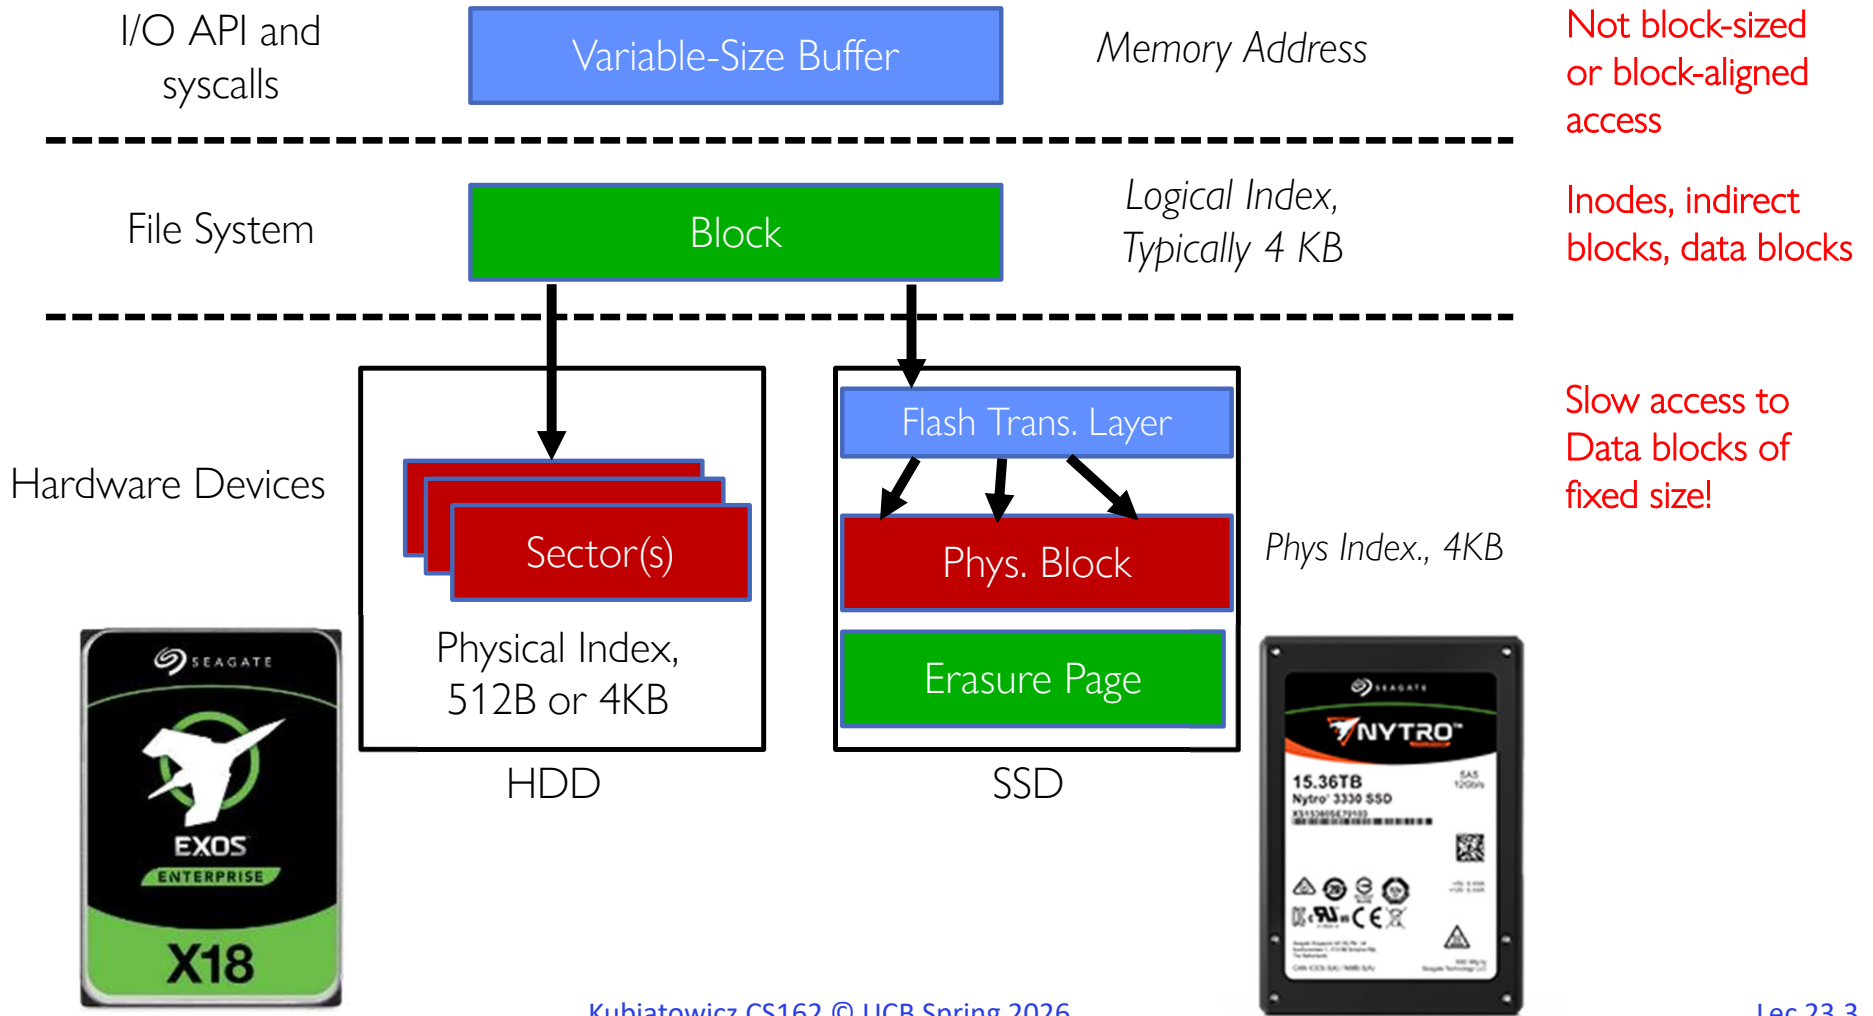 I/O API and
syscalls
Variable-Size Buffer
Memory Address
Not block-sized
or block-aligned
access
File System
Block
Logical Index,
Typically 4 KB
Inodes, indirect
blocks, data blocks
Hardware Devices
Sector(s)
Physical Index,
512B or 4KB
HDD
Flash Trans. Layer
Phys. Block
Erasure Page
SSD
Phys Index., 4KB
Slow access to
Data blocks of
fixed size!
SEAGATE
EXOS
ENTERPRISE
X18
SEAGATE
NYTRO
15.36TB
Nytro® 3330 SSD
SAS
12Gb/s
Kubiatowicz CS162 © UCB Spring 2026
Lec 23.3